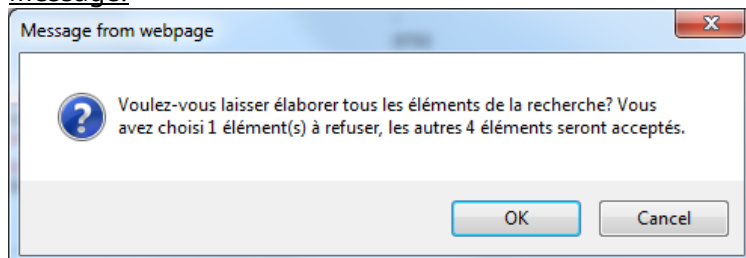 message:
Message from webpage
Voulez-vous laisser élaborer tous les éléments de la recherche? Vous
avez choisi 1 élément(s) à refuser, les autres 4 éléments seront acceptés.
OK
Cancel